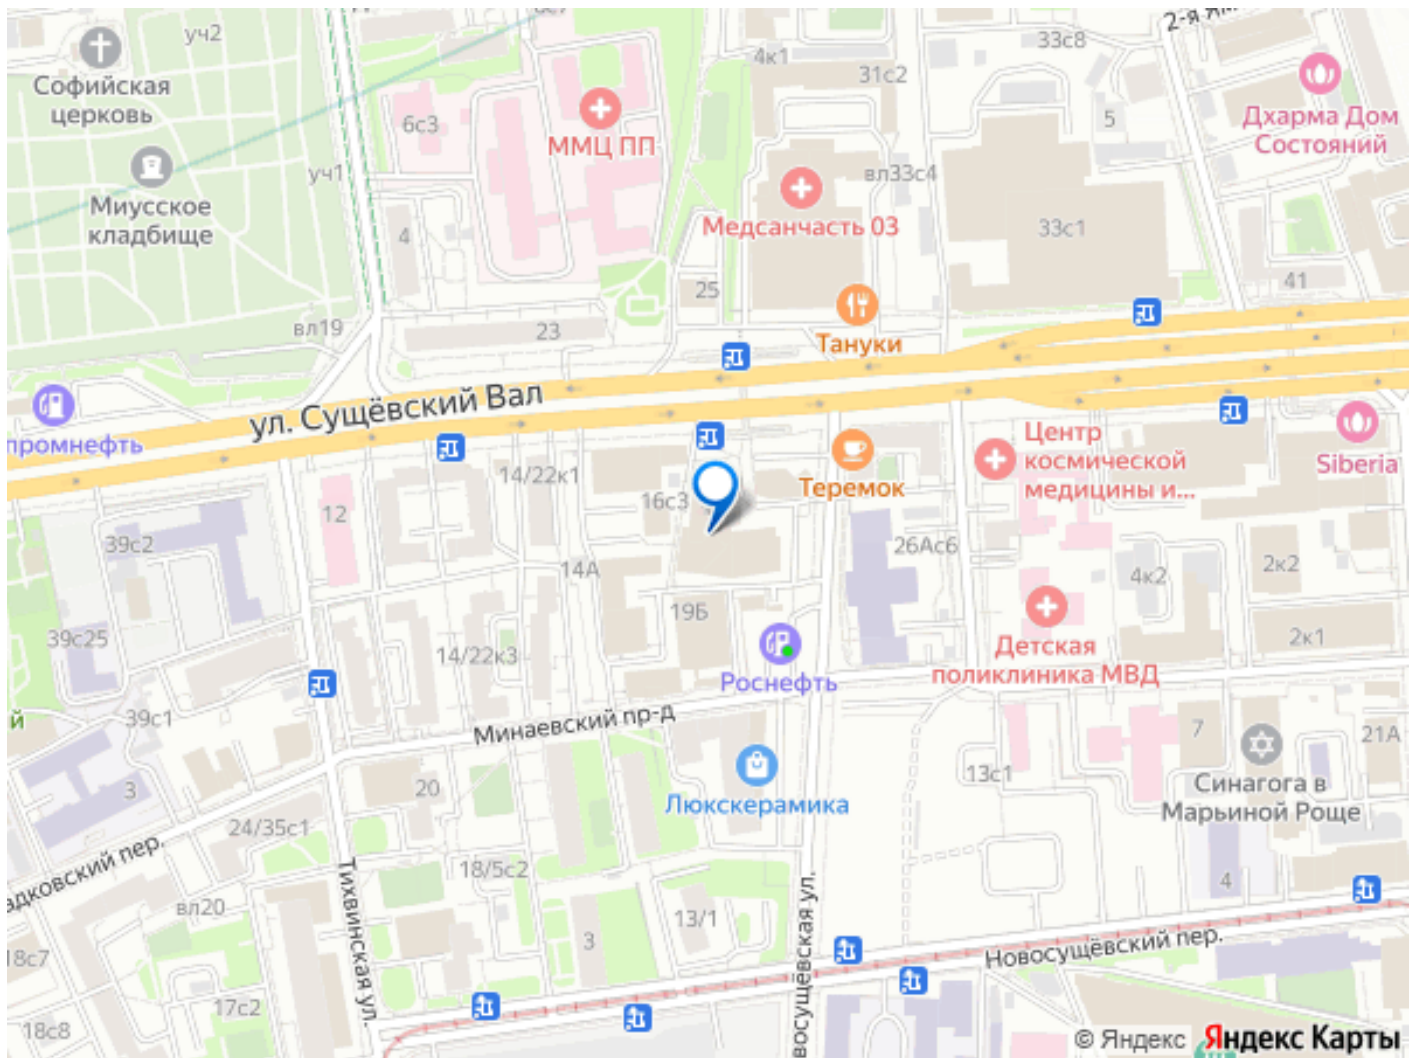 уч2
Софийская
церковь
6с3
ММЦ ПП
4к1
31с2
33с8
5
Дхарма Дом
Состояний
уч1
Миусское
кладбище
4
Медсанчасть 03
вл33с4
33с1
25
41
вл19
23
Тануки
ул. Сущёвский Вал
промнефть
14/22к1
16с3
Теремок
Центр
космической
медицины и...
Siberia
12
39с2
14А
26Ас6
4к2
2к2
39с25
19Б
14/22к3
Роснефть
Детская
поликлиника МВД
2к1
й
39с1
Минаевский пр-д
7
21А
3
20
Люкскерамика
13с1
Синагога в
Марьиной Роще
24/35с1
адковский пер.
18/5с2
4
вл20
Тихвинская ул.
13/1
3
восущёвская ул.
Новосущёвский пер.
18с7
17с2
18с8
© Яндекс Яндекс Карты